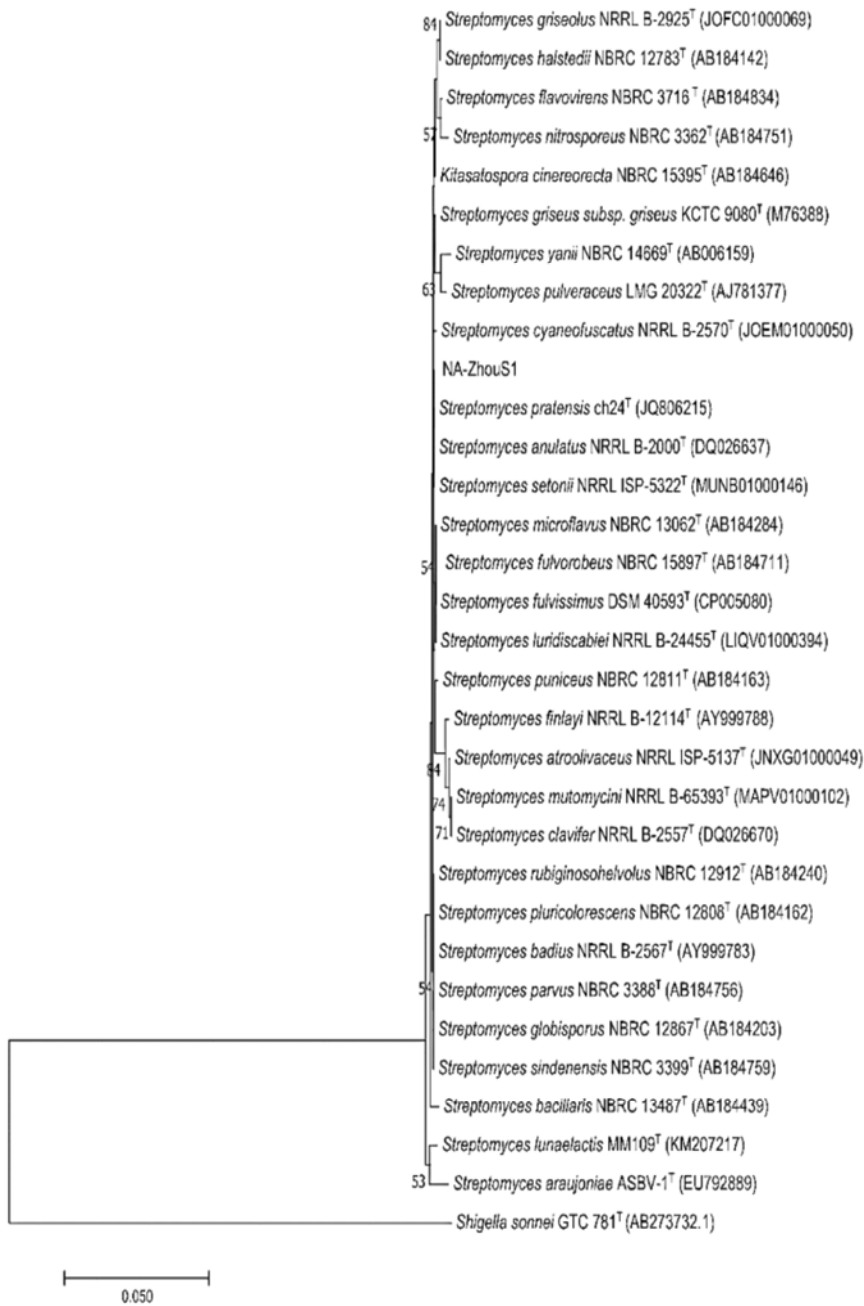 84 Streptomyces griseolus NRRL B-2925ᵀ (JOFC01000069)
Streptomyces halstedii NBRC 12783ᵀ (AB184142)
Streptomyces flavovirens NBRC 3716 ᵀ (AB184834)
57 Streptomyces nitrosporeus NBRC 3362ᵀ (AB184751)
Kitasatospora cinereorecta NBRC 15395ᵀ (AB184646)
Streptomyces griseus subsp. griseus KCTC 9080ᵀ (M76388)
Streptomyces yanii NBRC 14669ᵀ (AB006159)
63 Streptomyces pulveraceus LMG 20322ᵀ (AJ781377)
Streptomyces cyaneofuscatus NRRL B-2570ᵀ (JOEM01000050)
NA-ZhouS1
Streptomyces pratensis ch24ᵀ (JQ806215)
Streptomyces anulatus NRRL B-2000ᵀ (DQ026637)
Streptomyces setonii NRRL ISP-5322ᵀ (MUNB01000146)
Streptomyces microflavus NBRC 13062ᵀ (AB184284)
54 Streptomyces fulvorobeus NBRC 15897ᵀ (AB184711)
Streptomyces fulvissimus DSM 40593ᵀ (CP005080)
Streptomyces luridiscabiei NRRL B-24455ᵀ (LIQV01000394)
Streptomyces puniceus NBRC 12811ᵀ (AB184163)
Streptomyces finlayi NRRL B-12114ᵀ (AY999788)
Streptomyces atroolivaceus NRRL ISP-5137ᵀ (JNXG01000049)
74 Streptomyces mutomycini NRRL B-65393ᵀ (MAPV01000102)
71 Streptomyces clavifer NRRL B-2557ᵀ (DQ026670)
Streptomyces rubiginosohelvolus NBRC 12912ᵀ (AB184240)
Streptomyces pluricolorescens NBRC 12808ᵀ (AB184162)
Streptomyces badius NRRL B-2567ᵀ (AY999783)
54 Streptomyces parvus NBRC 3388ᵀ (AB184756)
Streptomyces globisporus NBRC 12867ᵀ (AB184203)
Streptomyces sindenensis NBRC 3399ᵀ (AB184759)
Streptomyces bacillaris NBRC 13487ᵀ (AB184439)
Streptomyces lunaelactis MM109ᵀ (KM207217)
53 Streptomyces araujoniae ASBV-1ᵀ (EU792889)
Shigella sonnei GTC 781ᵀ (AB273732.1)
0.050